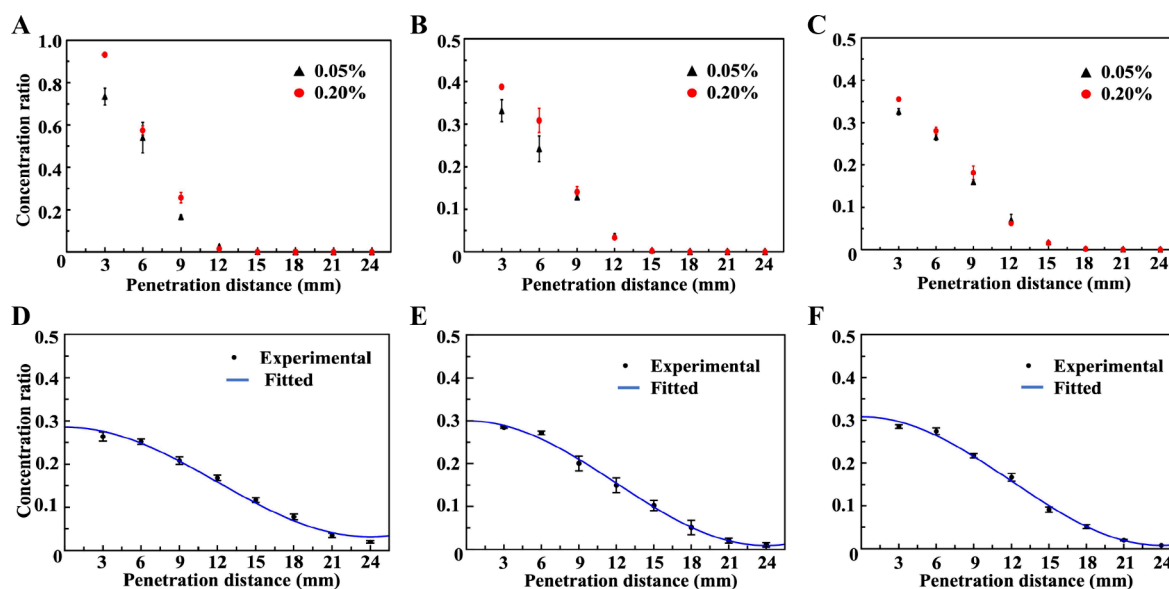 A
Concentration ratio
1.0
0.8
0.6
0.4
0.2
0
▲ 0.05%
● 0.20%
3 6 9 12 15 18 21 24
Penetration distance (mm)
B
0.5
0.4
0.3
0.2
0.1
0
▲ 0.05%
● 0.20%
3 6 9 12 15 18 21 24
Penetration distance (mm)
C
0.5
0.4
0.3
0.2
0.1
0
▲ 0.05%
● 0.20%
3 6 9 12 15 18 21 24
Penetration distance (mm)
D
Concentration ratio
0.5
0.4
0.3
0.2
0.1
0
Experimental
Fitted
3 6 9 12 15 18 21 24
Penetration distance (mm)
E
0.5
0.4
0.3
0.2
0.1
0
Experimental
Fitted
3 6 9 12 15 18 21 24
Penetration distance (mm)
F
0.5
0.4
0.3
0.2
0.1
0
Experimental
Fitted
3 6 9 12 15 18 21 24
Penetration distance (mm)